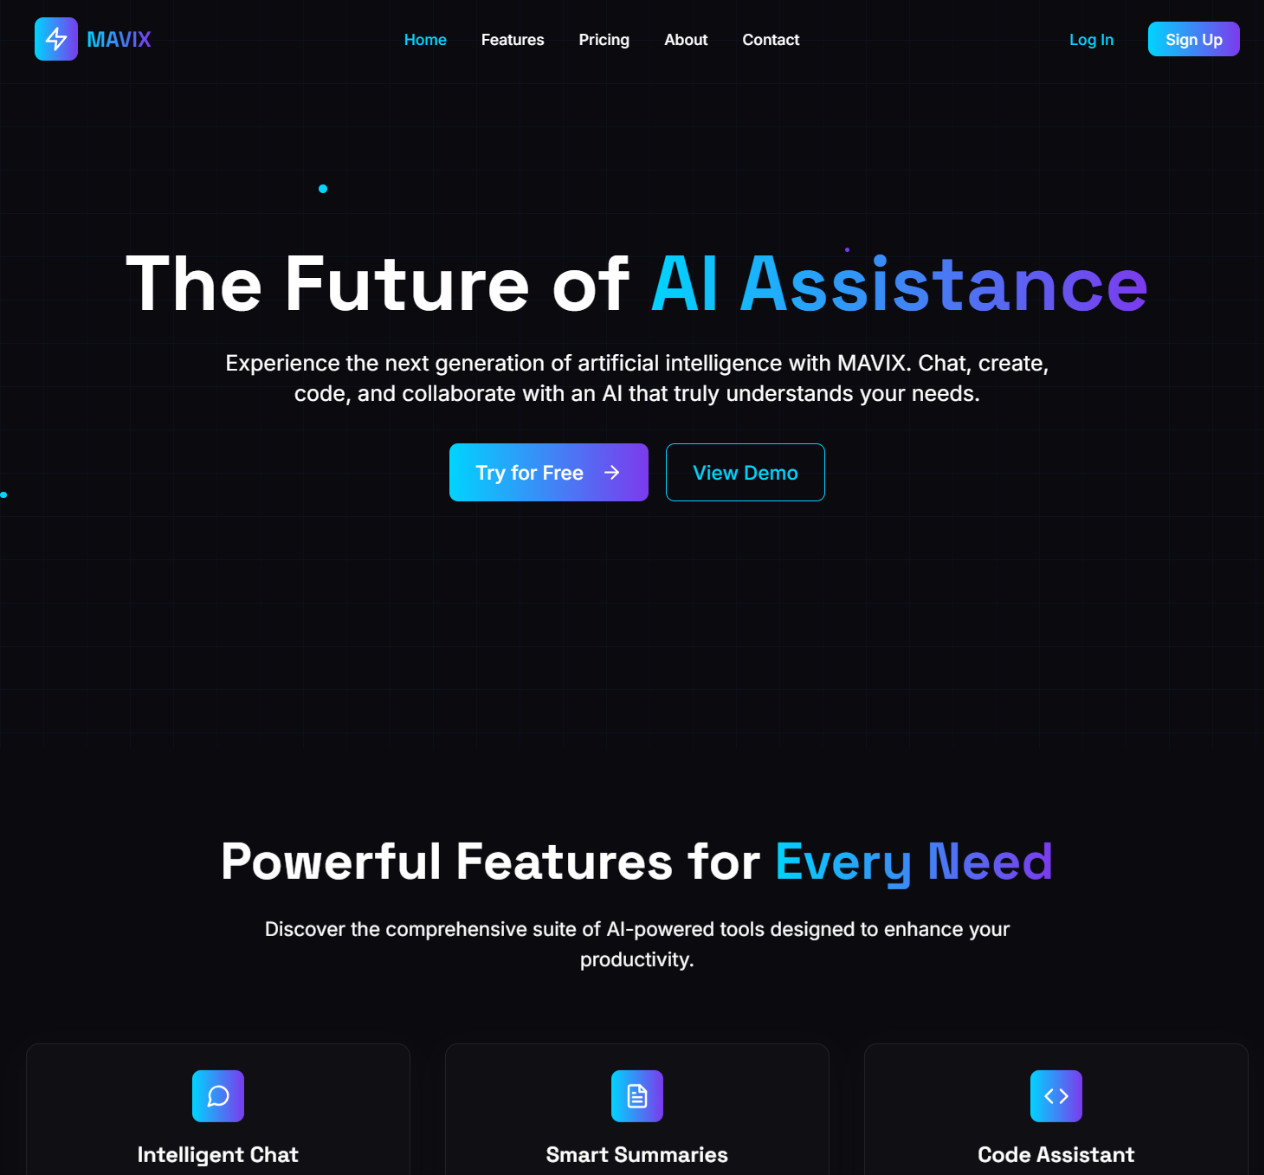 MAVIX
Home
Features
Pricing
About
Contact
Log In
Sign Up
The Future of AI Assistance
Experience the next generation of artificial intelligence with MAVIX. Chat, create,
code, and collaborate with an AI that truly understands your needs.
Try for Free
View Demo
Powerful Features for Every Need
Discover the comprehensive suite of AI-powered tools designed to enhance your
productivity.
Intelligent Chat
Smart Summaries
Code Assistant